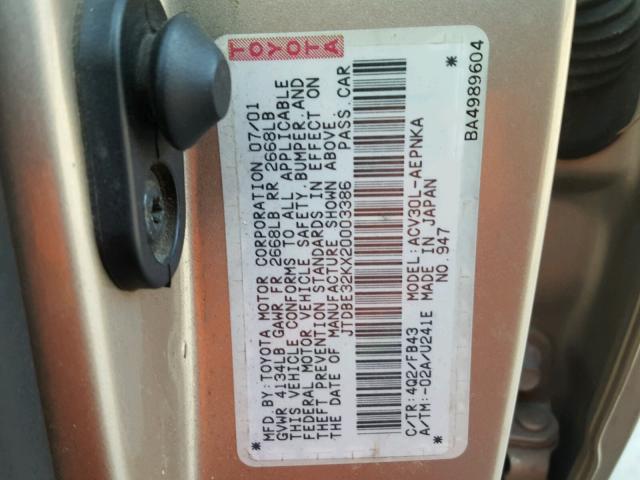 TOYOTA
MFD.BY:TOYOTA MOTOR CORPORATION 07/01
GVWR 4134LB GAWR FR 2668LB RR 2668LB
THIS VEHICLE CONFORMS TO ALL APPLICABLE
FEDERAL MOTOR VEHICLE SAFETY,BUMPER,AND
THEFT PREVENTION STANDARDS IN EFFECT ON
THE DATE OF MANUFACTURE SHOWN ABOVE.
JTDBE32KX20003386 PASS.CAR
C/TR:4Q2/FB43 MODEL:ACV30L-AEPNKA
A/TM:-02A/U241E MADE IN JAPAN
NO.947
* BA4989604 *